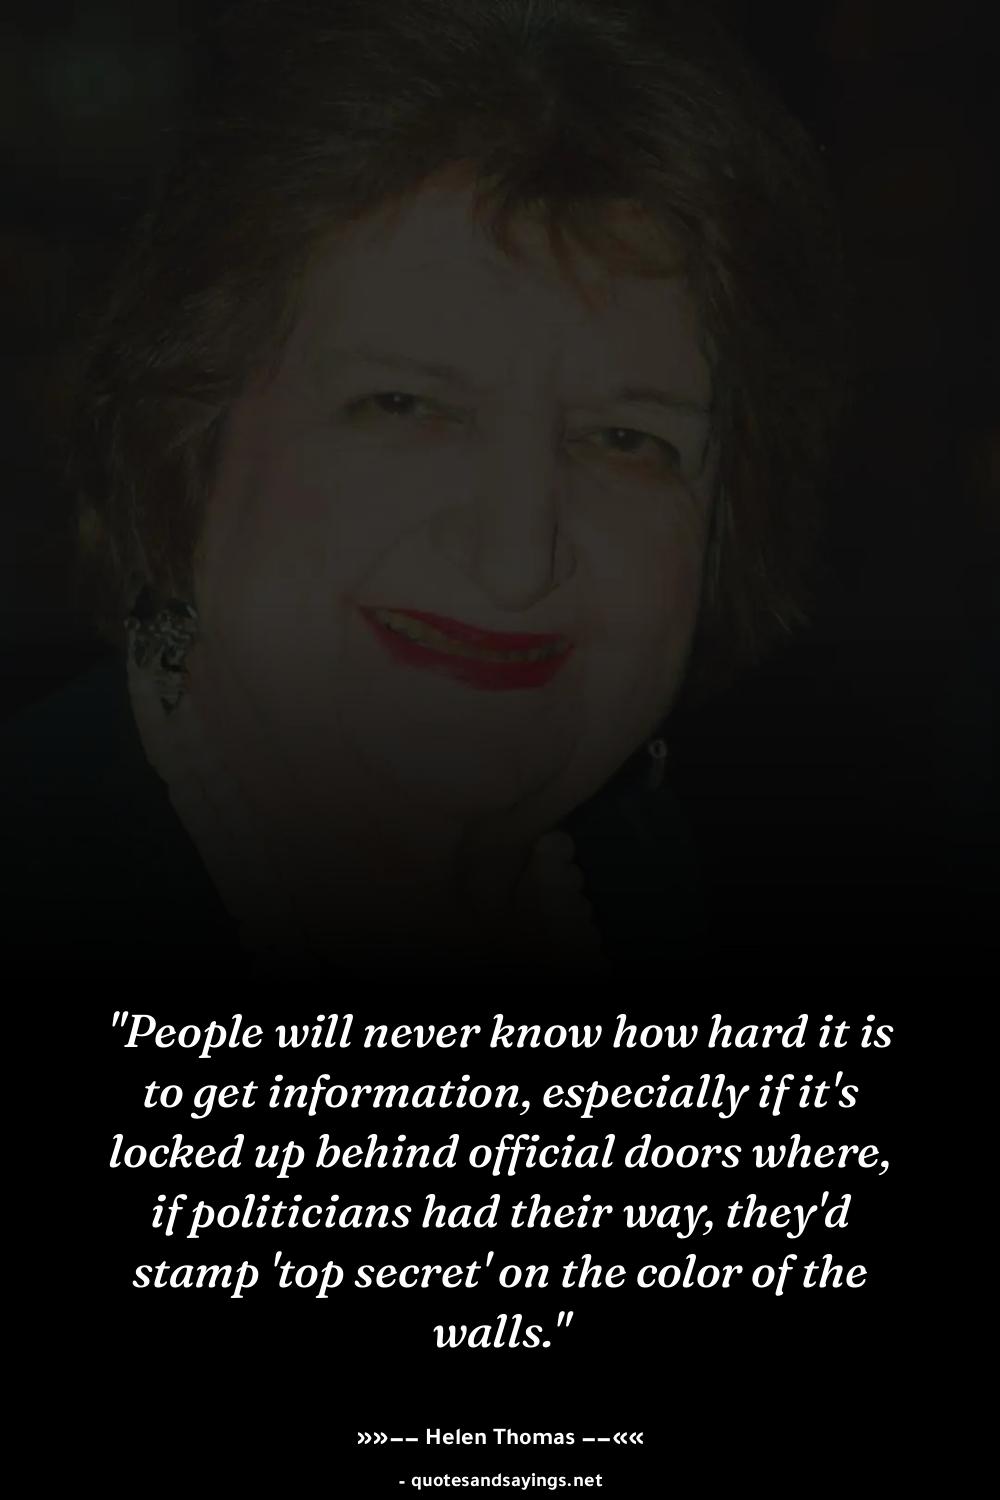 "People will never know how hard it is
to get information, especially if it's
locked up behind official doors where,
if politicians had their way, they'd
stamp 'top secret' on the color of the
walls."
»»–– Helen Thomas ––««
- quotesandsayings.net